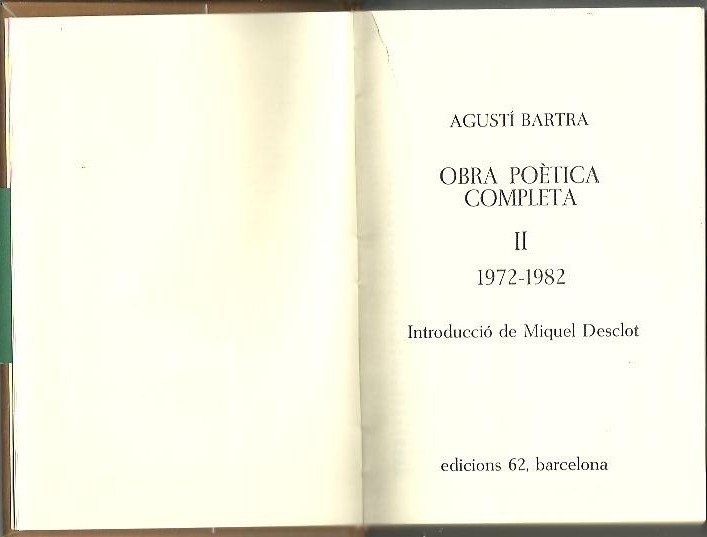 AGUSTÍ BARTRA
OBRA POÈTICA
COMPLETA
II
1972-1982
Introducció de Miquel Desclot
edicions 62, barcelona